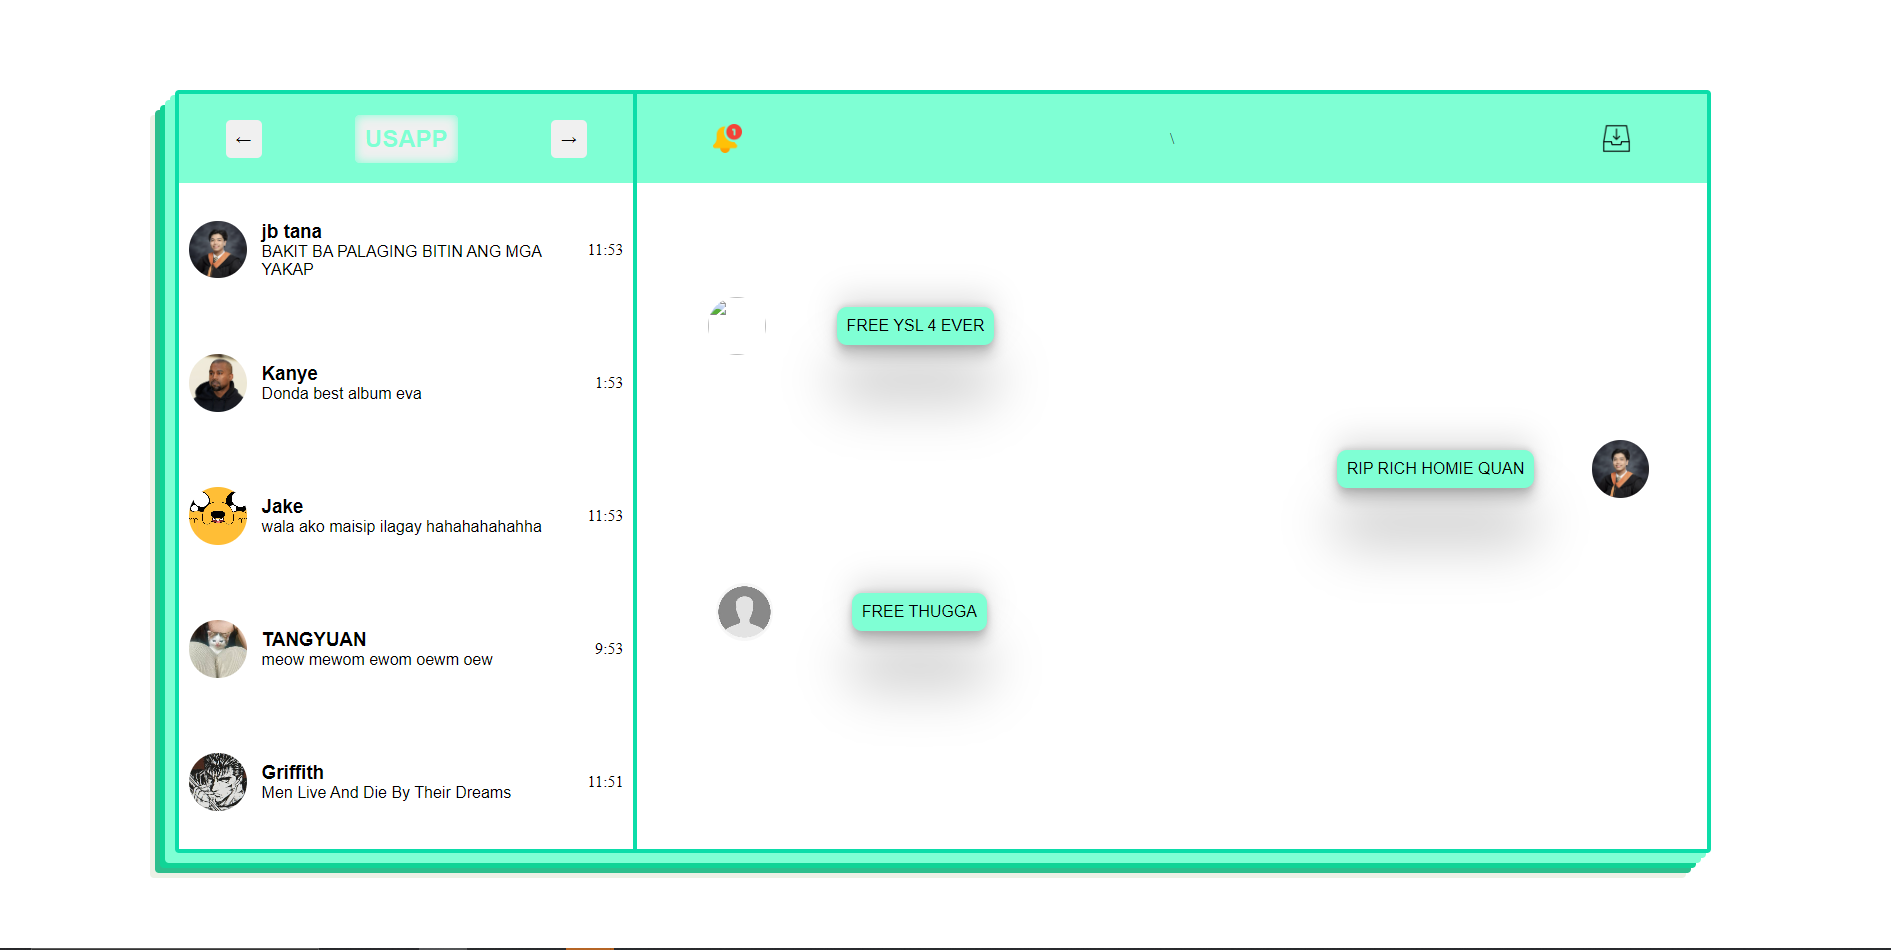 ←
USAPP
→
1
\
jb tana
BAKIT BA PALAGING BITIN ANG MGA
YAKAP
11:53
Kanye
Donda best album eva
1:53
Jake
wala ako maisip ilagay hahahahahahha
11:53
TANGYUAN
meow mewom ewom oewm oew
9:53
Griffith
Men Live And Die By Their Dreams
11:51
FREE YSL 4 EVER
RIP RICH HOMIE QUAN
FREE THUGGA